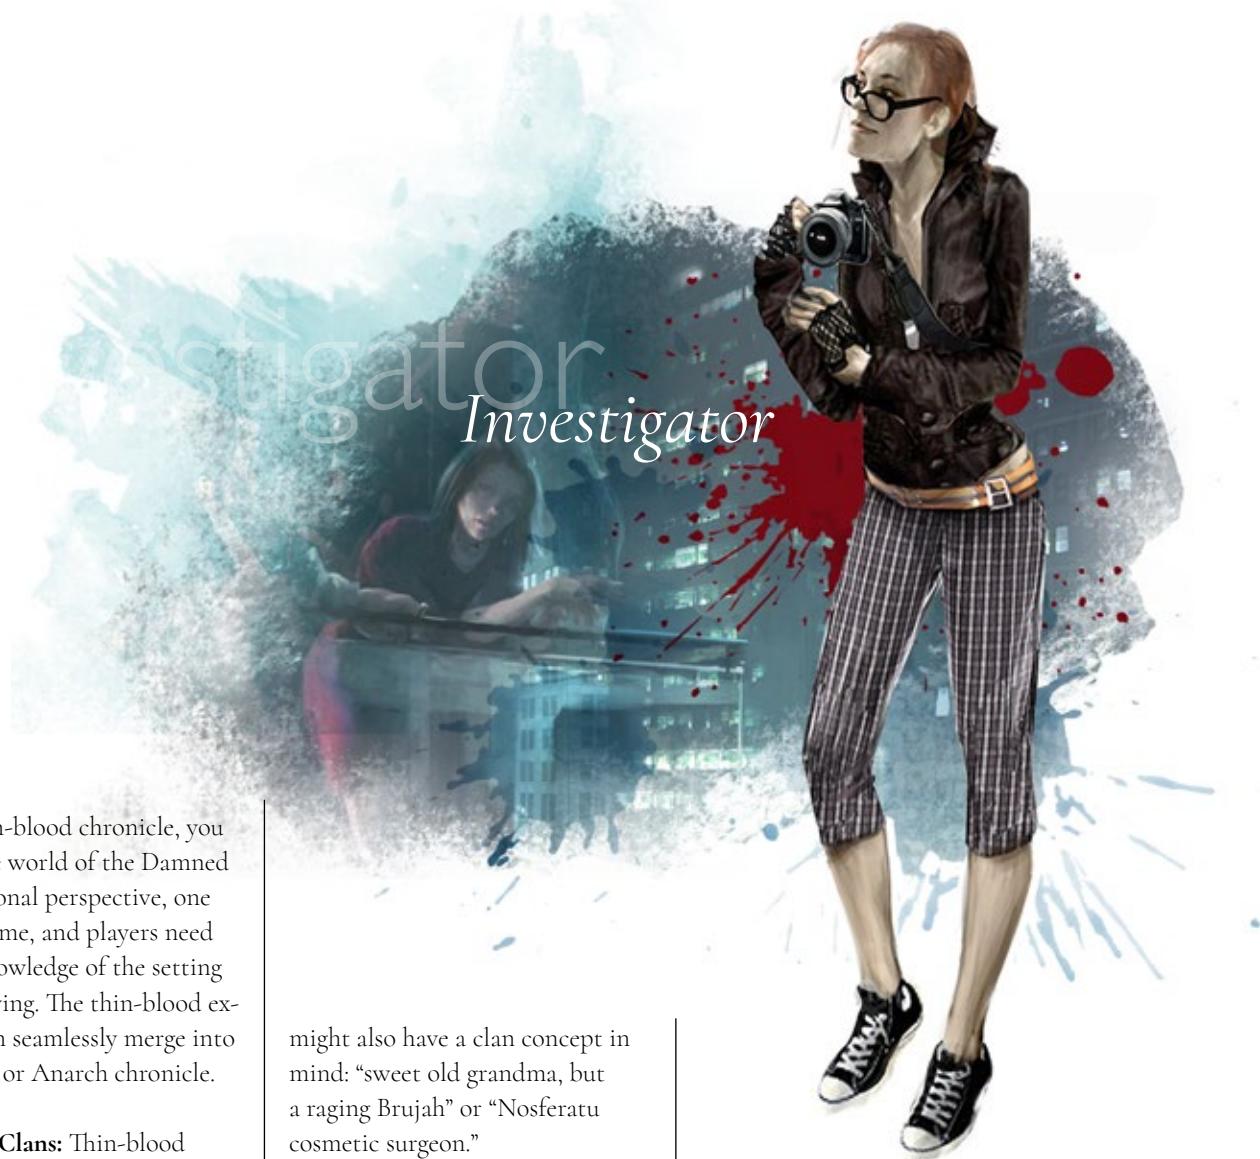 stigator
Investigator
n-blood chronicle, you
world of the Damned
onal perspective, one
me, and players need
owledge of the setting
ing. The thin-blood ex-
n seamlessly merge into
or Anarch chronicle.
Clans: Thin-blood
might also have a clan concept in
mind: “sweet old grandma, but
a raging Brujah” or “Nosferatu
cosmetic surgeon.”